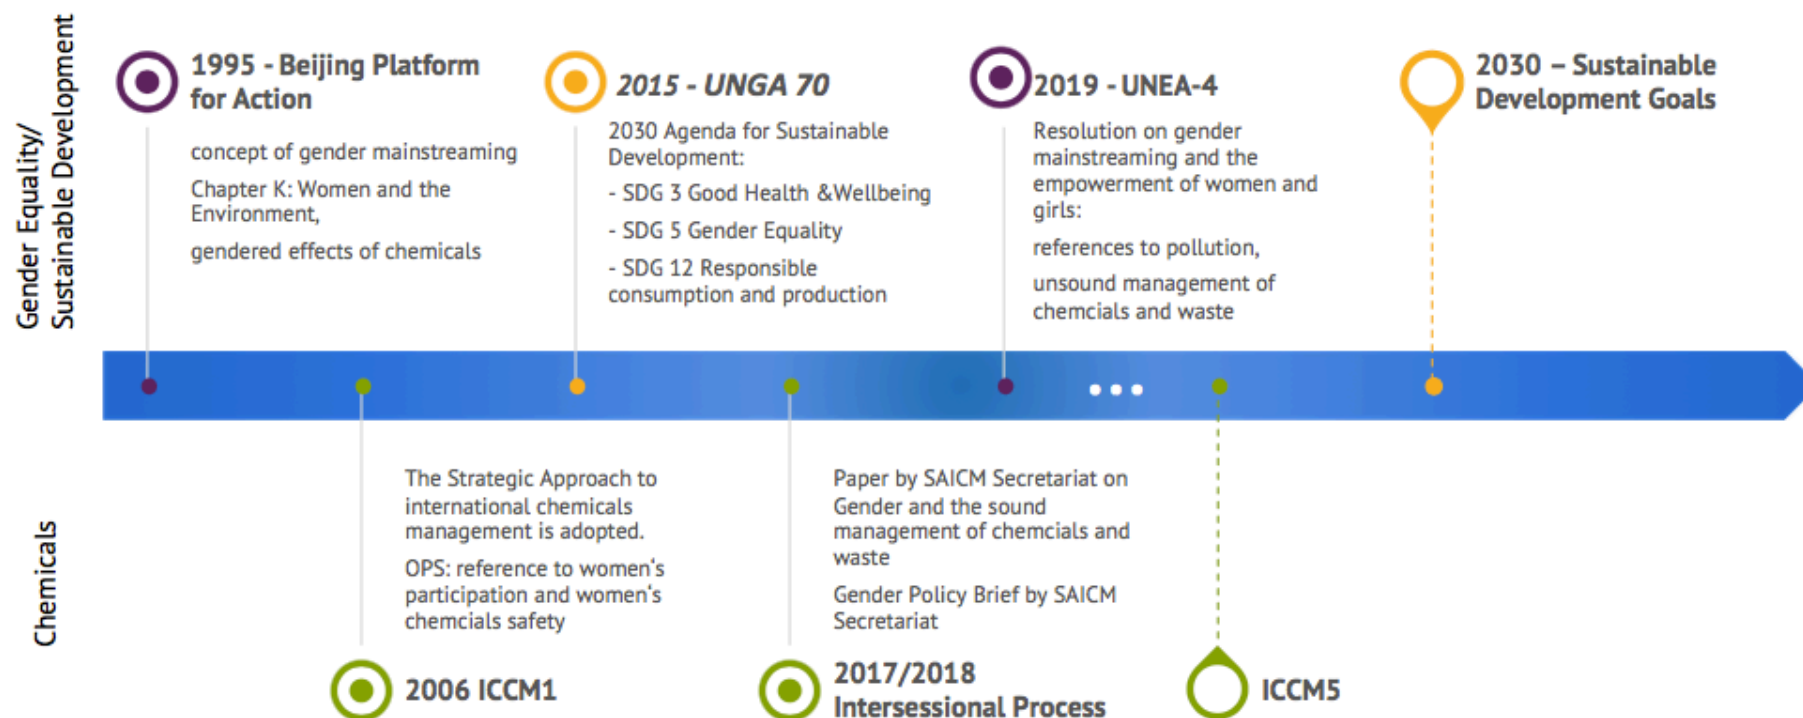 Gender Equality/
Sustainable Development
1995 - Beijing Platform
for Action
concept of gender mainstreaming
Chapter K: Women and the
Environment,
gendered effects of chemicals
2015 - UNGA 70
2030 Agenda for Sustainable
Development:
- SDG 3 Good Health &Wellbeing
- SDG 5 Gender Equality
- SDG 12 Responsible
consumption and production
2019 - UNEA-4
Resolution on gender
mainstreaming and the
empowerment of women and
girls:
references to pollution,
unsound management of
chemcials and waste
2030 – Sustainable
Development Goals
Chemicals
The Strategic Approach to
international chemicals
management is adopted.
OPS: reference to women‘s
participation and women‘s
chemcials safety
2006 ICCM1
Paper by SAICM Secretariat on
Gender and the sound
management of chemcials and
waste
Gender Policy Brief by SAICM
Secretariat
2017/2018
Intersessional Process
ICCM5